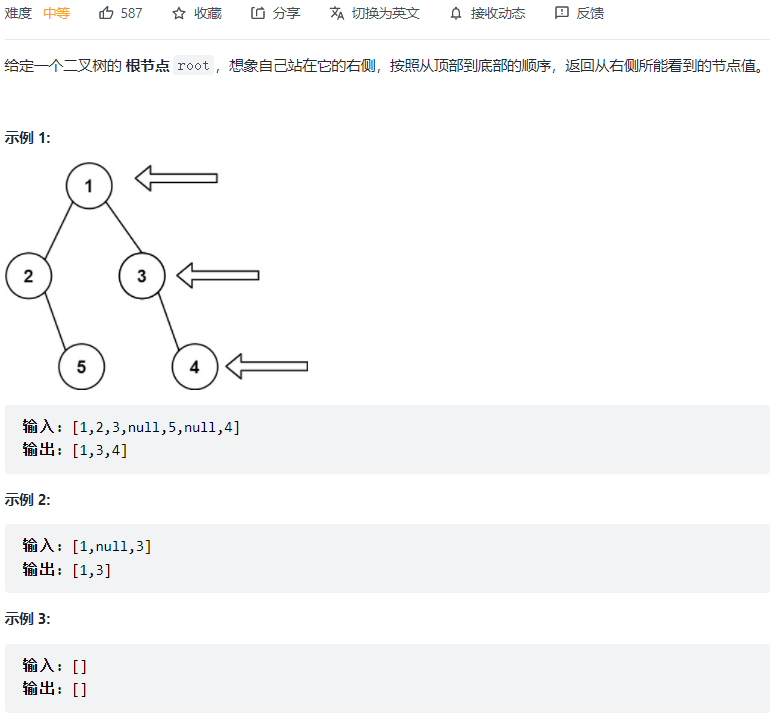 难度 中等 587 收藏 分享 切换为英文 接收动态 反馈
给定一个二叉树的 根节点 root，想象自己站在它的右侧，按照从顶部到底部的顺序，返回从右侧所能看到的节点值。
示例 1:
1
2 3
5 4
输入：[1,2,3,null,5,null,4]
输出：[1,3,4]
示例 2:
输入：[1,null,3]
输出：[1,3]
示例 3:
输入：[]
输出：[]